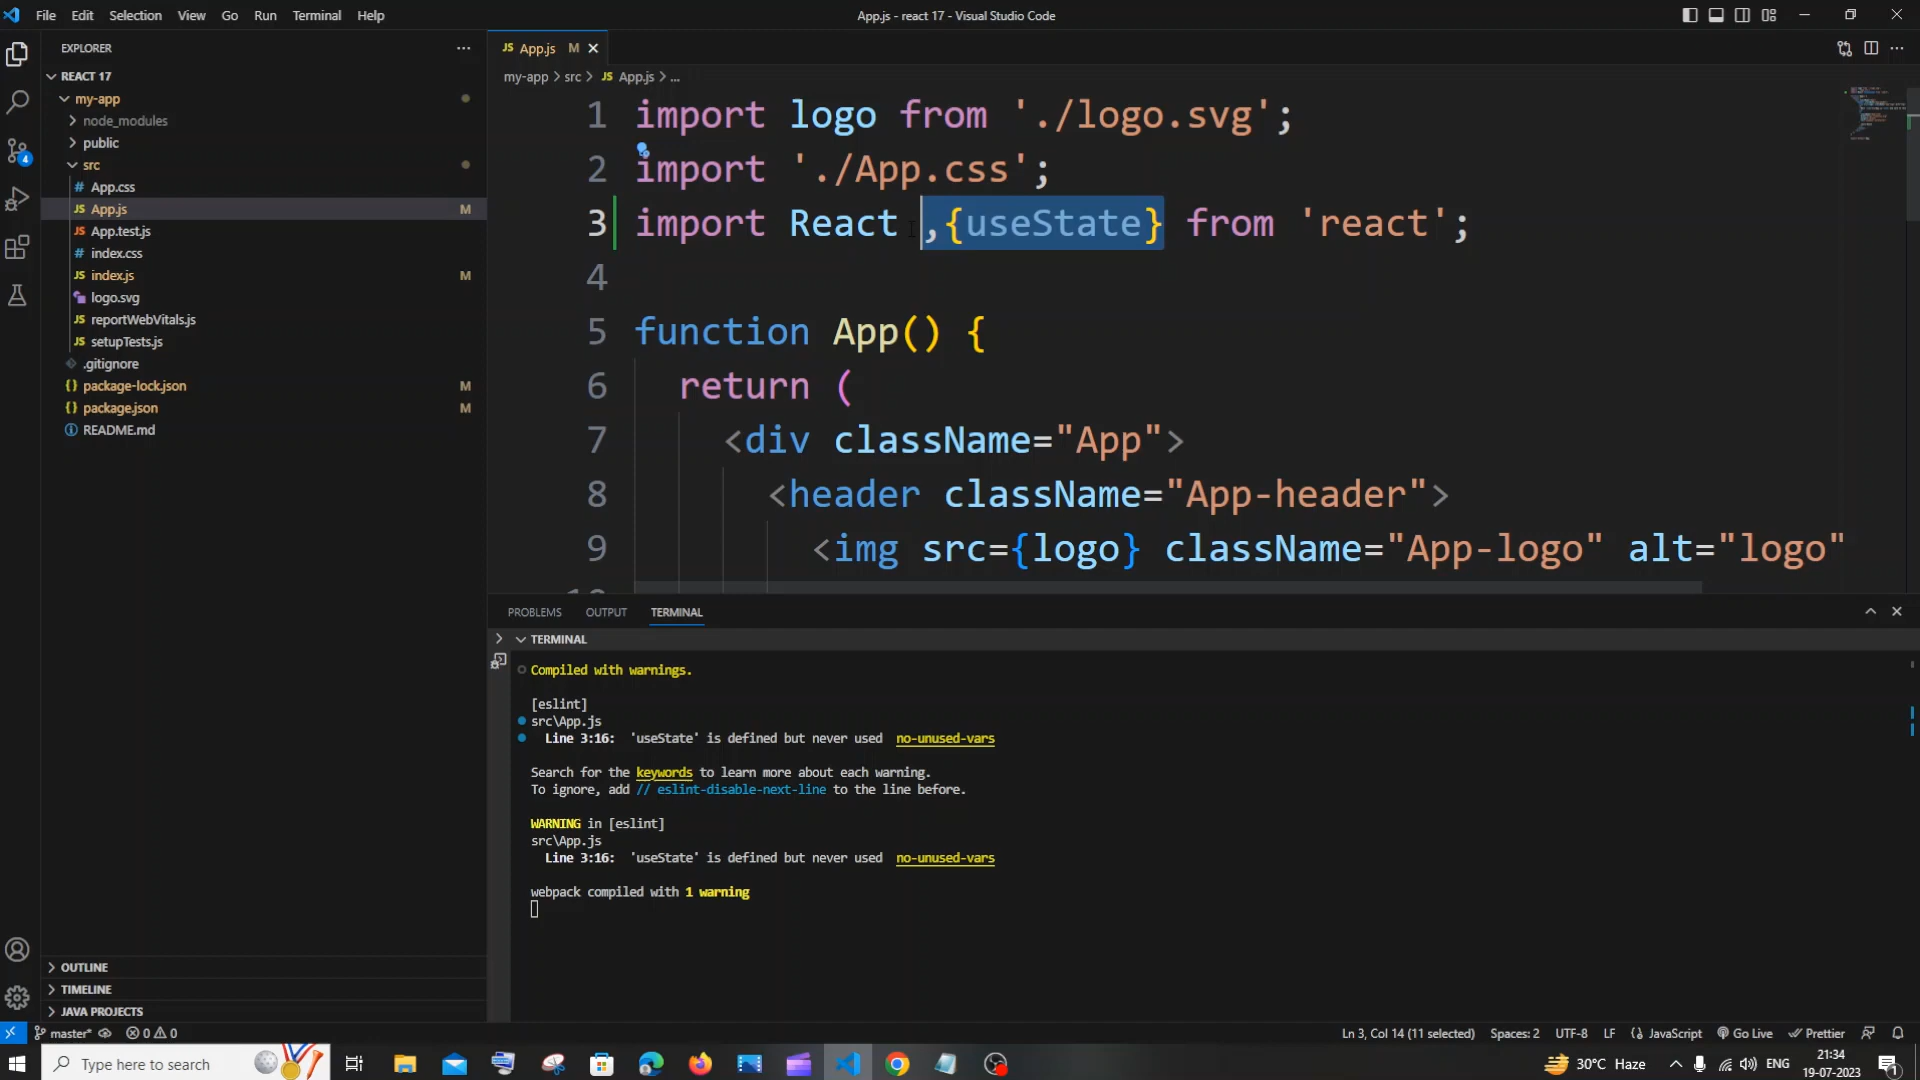 File Edit Selection View Go Run Terminal Help
App.js - react 17 - Visual Studio Code
EXPLORER
REACT 17
my-app
node_modules
public
src
# App.css
JS App.js M
JS App.test.js
# index.css
JS index.js M
logo.svg
JS reportWebVitals.js
JS setupTests.js
.gitignore
{} package-lock.json M
{} package.json M
README.md
4
OUTLINE
TIMELINE
JAVA PROJECTS
JS App.js M
my-app > src > JS App.js > ...
1 import logo from './logo.svg';
2 import './App.css';
3 import React ,{useState} from 'react';
4
5 function App() {
6 return (
7 <div className="App">
8 <header className="App-header">
9 <img src={logo} className="App-logo" alt="logo"
PROBLEMS OUTPUT TERMINAL
TERMINAL
Compiled with warnings.
[eslint]
src\App.js
Line 3:16: 'useState' is defined but never used no-unused-vars
Search for the keywords to learn more about each warning.
To ignore, add // eslint-disable-next-line to the line before.
WARNING in [eslint]
src\App.js
Line 3:16: 'useState' is defined but never used no-unused-vars
webpack compiled with 1 warning
master* 0 0
Ln 3, Col 14 (11 selected) Spaces: 2 UTF-8 LF {} JavaScript Go Live Prettier
Type here to search
30°C Haze ENG
21:34
19-07-2023
1